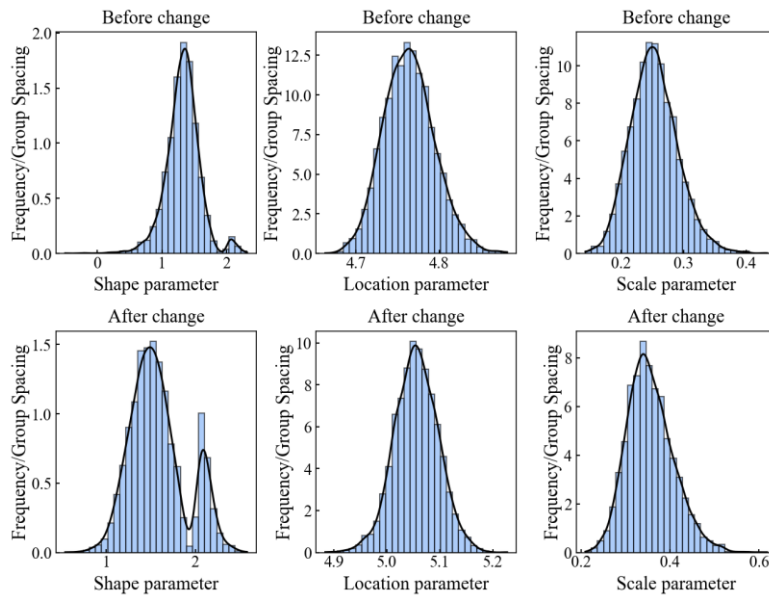 Before change
Before change
Before change
Frequency/Group Spacing
2.0
1.5
1.0
0.5
0.0
0
1
2
Shape parameter
Frequency/Group Spacing
12.5
10.0
7.5
5.0
2.5
0.0
4.7
4.8
Location parameter
Frequency/Group Spacing
10
8
6
4
2
0
0.2
0.3
0.4
Scale parameter
After change
After change
After change
Frequency/Group Spacing
1.5
1.0
0.5
0.0
1
2
Shape parameter
Frequency/Group Spacing
10
8
6
4
2
0
4.9
5.0
5.1
5.2
Location parameter
Frequency/Group Spacing
8
6
4
2
0
0.2
0.4
0.6
Scale parameter